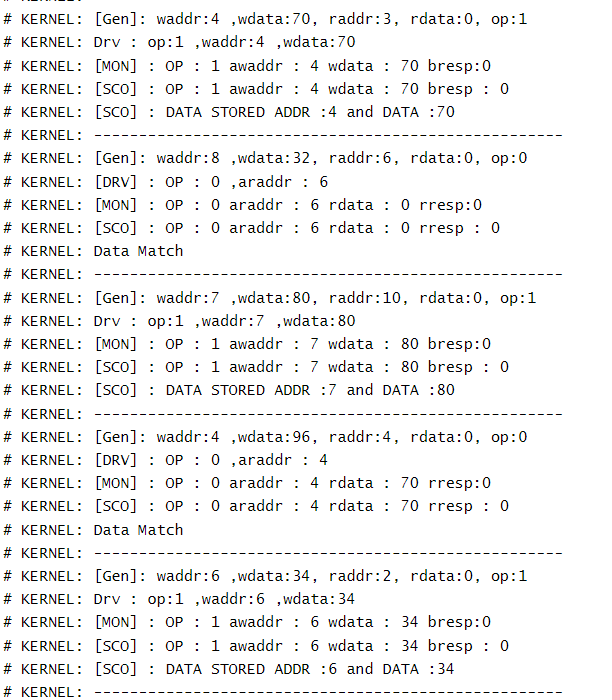 # KERNEL: [Gen]: waddr:4 ,wdata:70, raddr:3, rdata:0, op:1
# KERNEL: Drv : op:1 ,waddr:4 ,wdata:70
# KERNEL: [MON] : OP : 1 awaddr : 4 wdata : 70 bresp:0
# KERNEL: [SCO] : OP : 1 awaddr : 4 wdata : 70 bresp : 0
# KERNEL: [SCO] : DATA STORED ADDR :4 and DATA :70
# KERNEL: ----------------------------------------------------
# KERNEL: [Gen]: waddr:8 ,wdata:32, raddr:6, rdata:0, op:0
# KERNEL: [DRV] : OP : 0 ,araddr : 6
# KERNEL: [MON] : OP : 0 araddr : 6 rdata : 0 rresp:0
# KERNEL: [SCO] : OP : 0 araddr : 6 rdata : 0 rresp : 0
# KERNEL: Data Match
# KERNEL: ----------------------------------------------------
# KERNEL: [Gen]: waddr:7 ,wdata:80, raddr:10, rdata:0, op:1
# KERNEL: Drv : op:1 ,waddr:7 ,wdata:80
# KERNEL: [MON] : OP : 1 awaddr : 7 wdata : 80 bresp:0
# KERNEL: [SCO] : OP : 1 awaddr : 7 wdata : 80 bresp : 0
# KERNEL: [SCO] : DATA STORED ADDR :7 and DATA :80
# KERNEL: ----------------------------------------------------
# KERNEL: [Gen]: waddr:4 ,wdata:96, raddr:4, rdata:0, op:0
# KERNEL: [DRV] : OP : 0 ,araddr : 4
# KERNEL: [MON] : OP : 0 araddr : 4 rdata : 70 rresp:0
# KERNEL: [SCO] : OP : 0 araddr : 4 rdata : 70 rresp : 0
# KERNEL: Data Match
# KERNEL: ----------------------------------------------------
# KERNEL: [Gen]: waddr:6 ,wdata:34, raddr:2, rdata:0, op:1
# KERNEL: Drv : op:1 ,waddr:6 ,wdata:34
# KERNEL: [MON] : OP : 1 awaddr : 6 wdata : 34 bresp:0
# KERNEL: [SCO] : OP : 1 awaddr : 6 wdata : 34 bresp : 0
# KERNEL: [SCO] : DATA STORED ADDR :6 and DATA :34
# KERNEL: ----------------------------------------------------